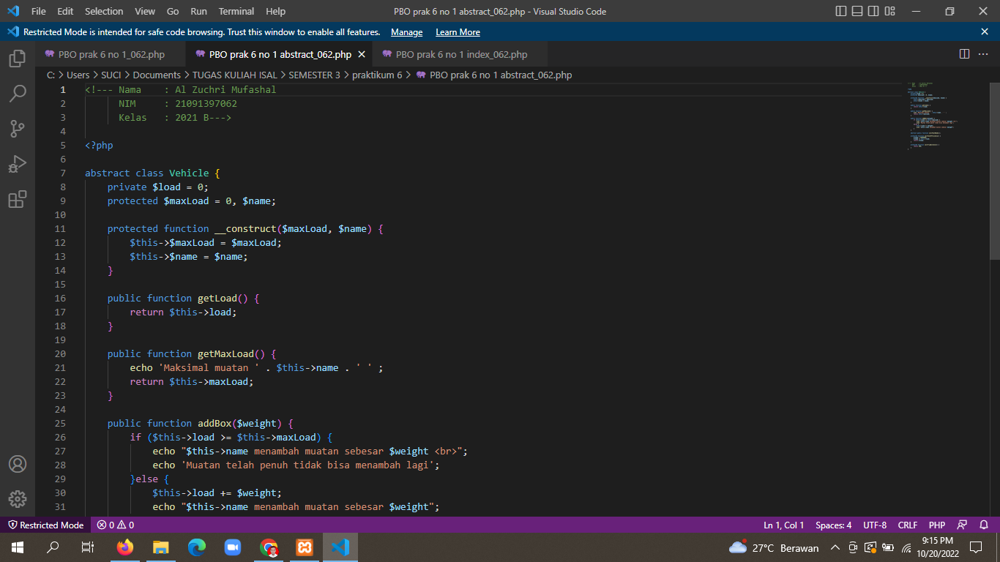 File Edit Selection View Go Run Terminal Help PBO prak 6 no 1 abstract_062.php - Visual Studio Code
Restricted Mode is intended for safe code browsing. Trust this window to enable all features. Manage Learn More
PBO prak 6 no 1_062.php PBO prak 6 no 1 abstract_062.php PBO prak 6 no 1 index_062.php
C: > Users > SUCI > Documents > TUGAS KULIAH ISAL > SEMESTER 3 > praktikum 6 > PBO prak 6 no 1 abstract_062.php
1 <!--- Nama : Al Zuchri Mufashal
2 NIM : 21091397062
3 Kelas : 2021 B--->
4
5 <?php
6
7 abstract class Vehicle {
8 private $load = 0;
9 protected $maxLoad = 0, $name;
10
11 protected function __construct($maxLoad, $name) {
12 $this->$maxLoad = $maxLoad;
13 $this->$name = $name;
14 }
15
16 public function getLoad() {
17 return $this->load;
18 }
19
20 public function getMaxLoad() {
21 echo 'Maksimal muatan ' . $this->name . ' ' ;
22 return $this->maxLoad;
23 }
24
25 public function addBox($weight) {
26 if ($this->load >= $this->maxLoad) {
27 echo "$this->name menambah muatan sebesar $weight <br>";
28 echo 'Muatan telah penuh tidak bisa menambah lagi';
29 }else {
30 $this->load += $weight;
31 echo "$this->name menambah muatan sebesar $weight";
Restricted Mode 0 0 Ln 1, Col 1 Spaces: 4 UTF-8 CRLF PHP
27°C Berawan 9:15 PM
10/20/2022